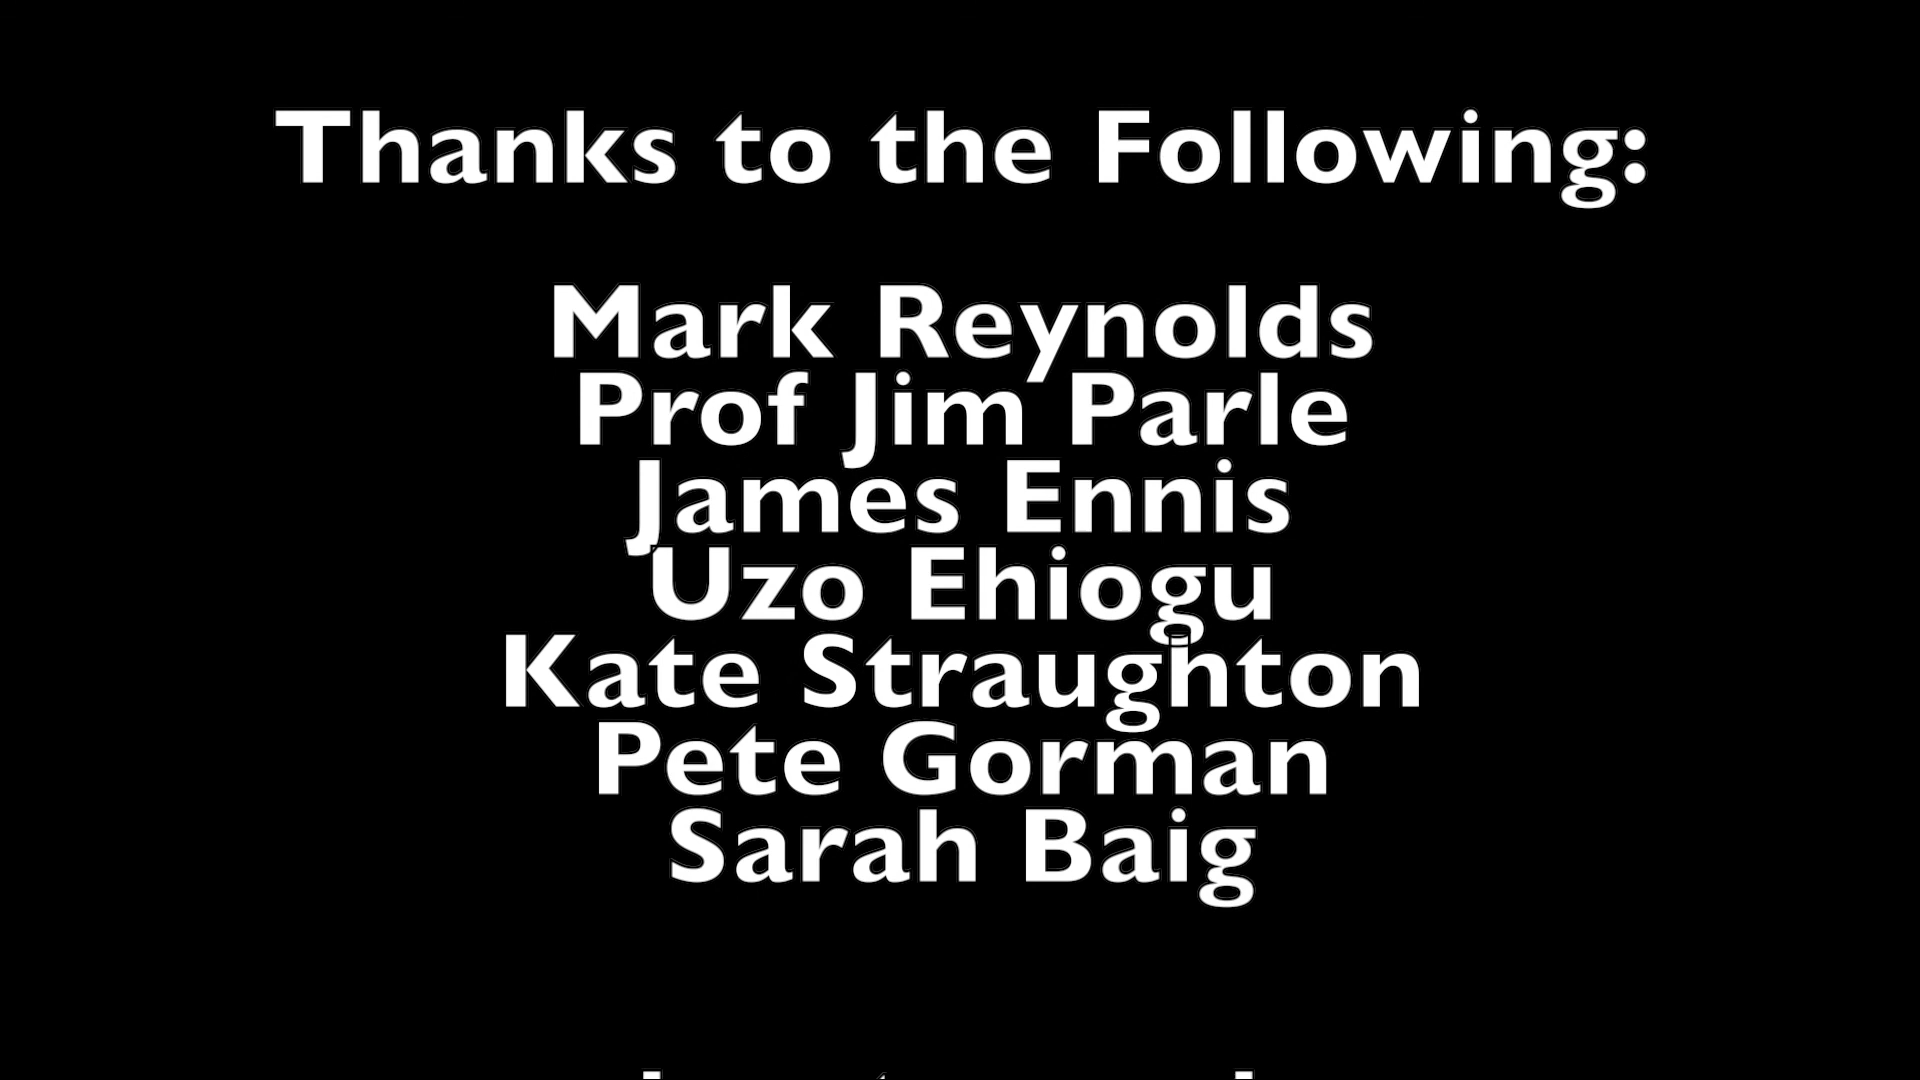 Thanks to the Following:
Mark Reynolds
Prof Jim Parle
James Ennis
Uzo Ehiogu
Kate Straughton
Pete Gorman
Sarah Baig